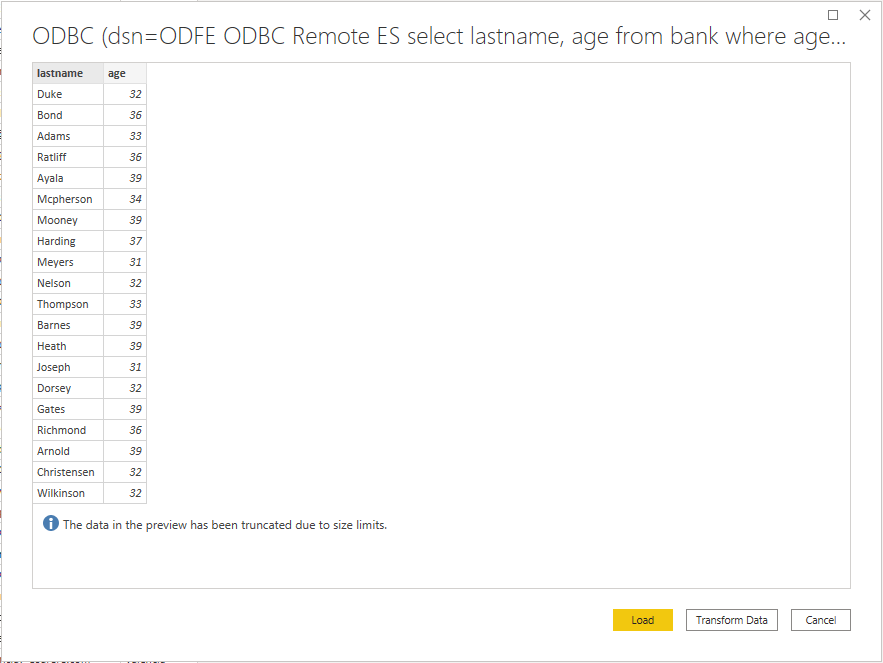 ODBC (dsn=ODFE ODBC Remote ES select lastname, age from bank where age...
lastname age
Duke 32
Bond 36
Adams 33
Ratliff 36
Ayala 39
Mcpherson 34
Mooney 39
Harding 37
Meyers 31
Nelson 32
Thompson 33
Barnes 39
Heath 39
Joseph 31
Dorsey 32
Gates 39
Richmond 36
Arnold 39
Christensen 32
Wilkinson 32
The data in the preview has been truncated due to size limits.
Load Transform Data Cancel